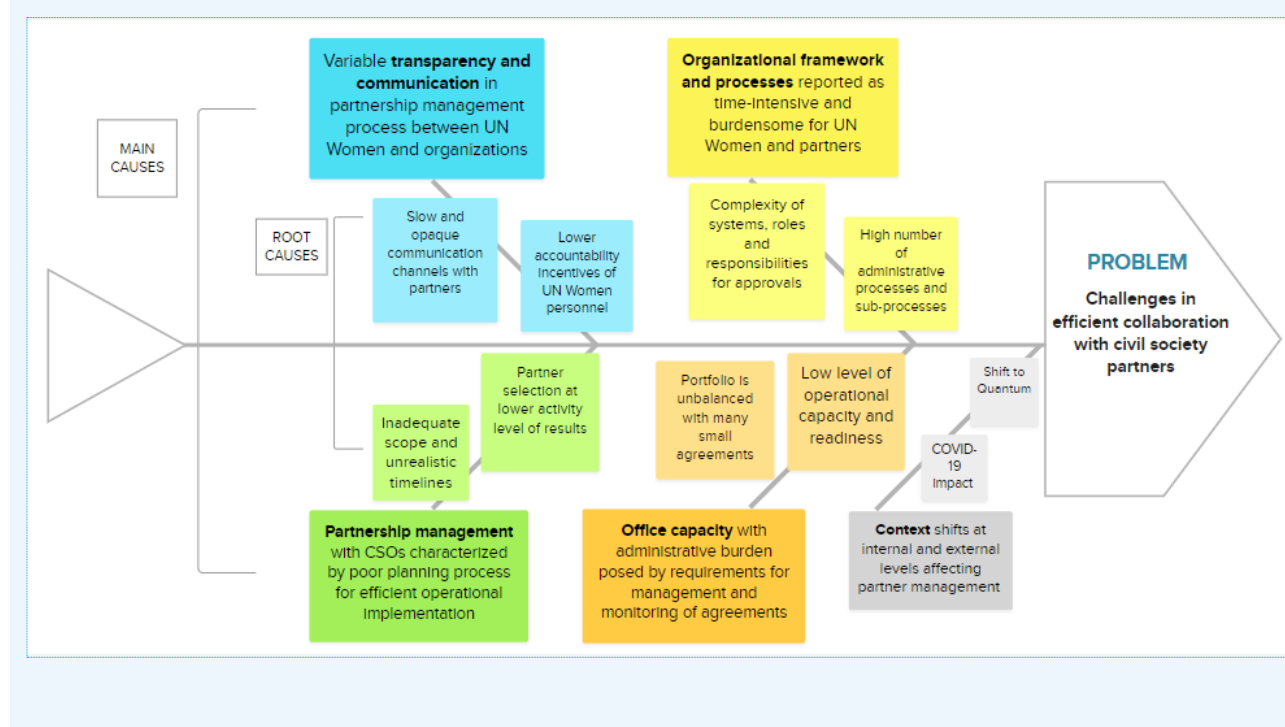 MAIN
CAUSES
Variable transparency and
communication in
partnership management
process between UN
Women and organizations
Organizational framework
and processes reported as
time-intensive and
burdensome for UN
Women and partners
ROOT
CAUSES
Slow and
opaque
communication
channels with
partners
Lower
accountability
incentives of
UN Women
personnel
Complexity of
systems, roles and
responsibilities
for approvals
High number
of
administrative
processes and
sub-processes
PROBLEM
Challenges in
efficient collaboration
with civil society
partners
Inadequate
scope and
unrealistic
timelines
Partner
selection at
lower activity
level of results
Portfolio is
unbalanced
with many
small
agreements
Low level of
operational
capacity and
readiness
COVID-
19
Impact
Shift to
Quantum
Partnership management
with CSOs characterized
by poor planning process
for efficient operational
implementation
Office capacity with
administrative burden
posed by requirements for
management and
monitoring of agreements
Context shifts at
internal and external
levels affecting
partner management